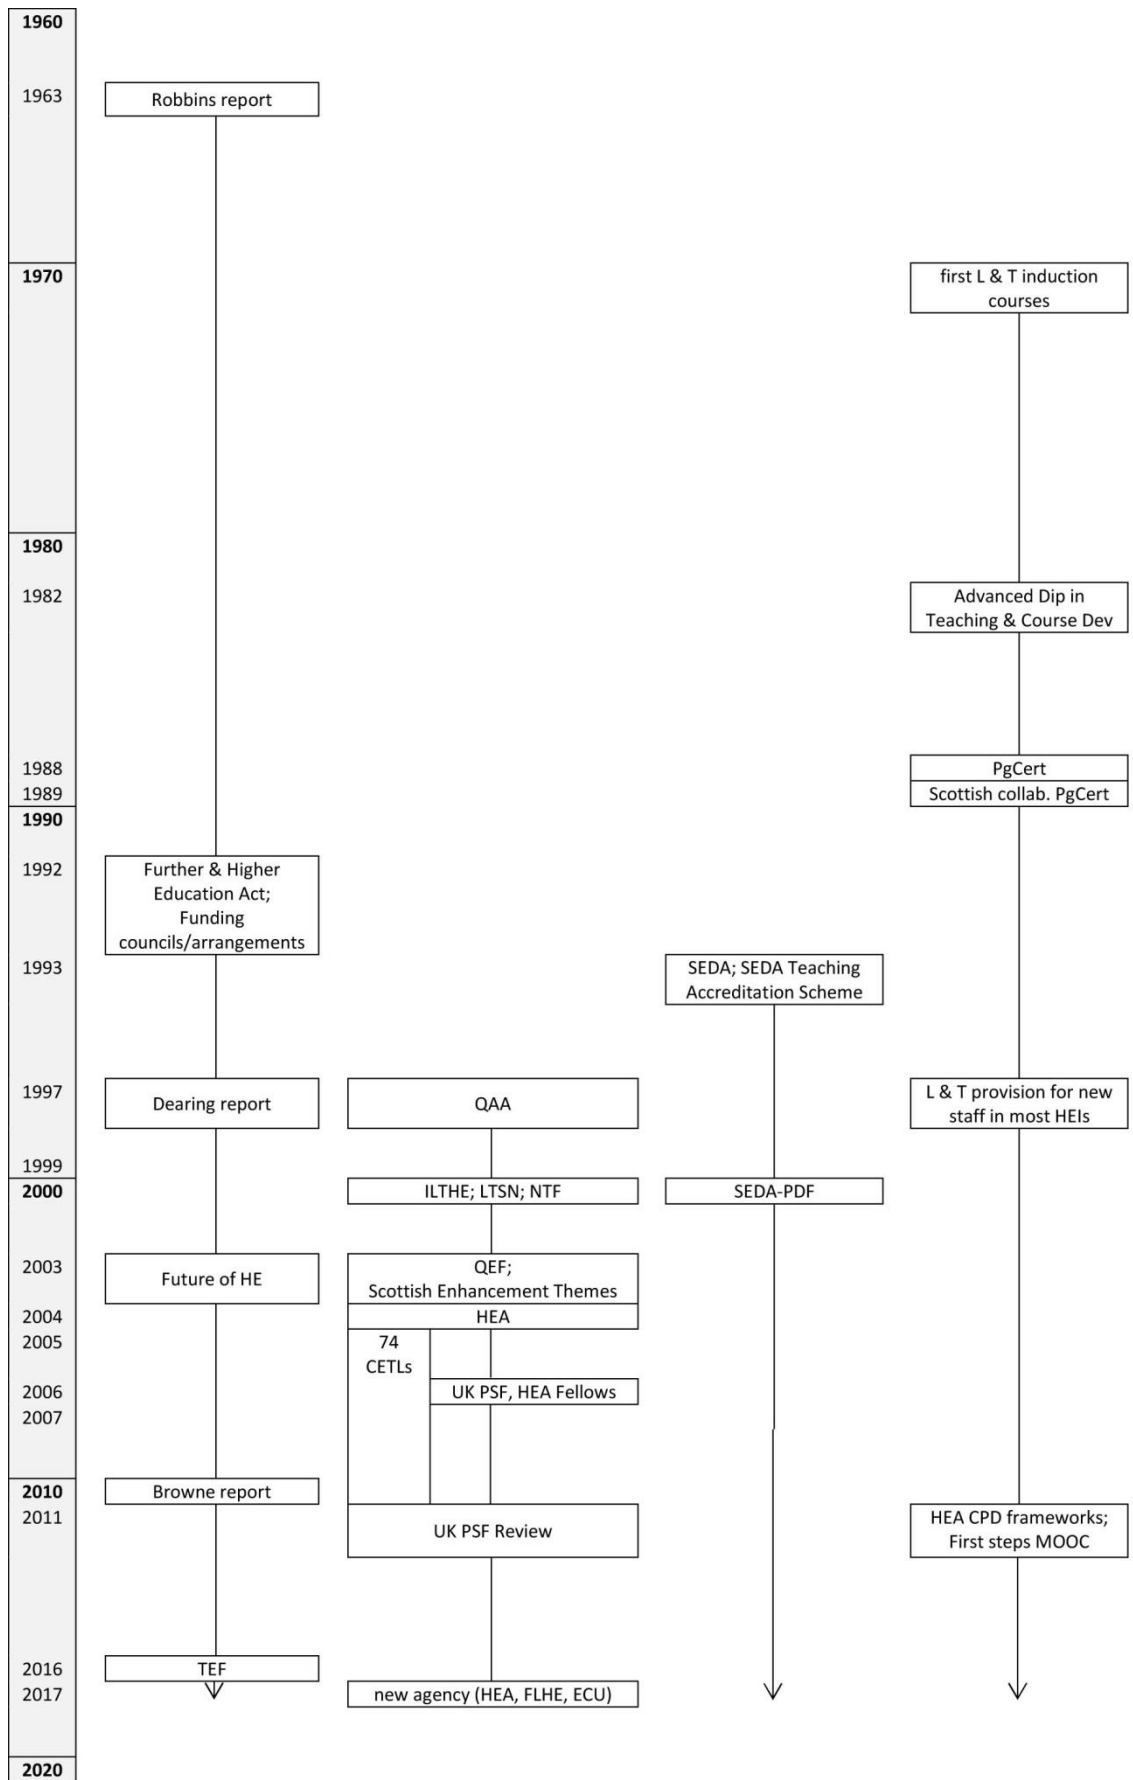 1960
1963
Robbins report
1970
first L & T induction
courses
1980
1982
Advanced Dip in
Teaching & Course Dev
1988
PgCert
1989
Scottish collab. PgCert
1990
1992
Further & Higher
Education Act;
Funding
councils/arrangements
1993
SEDA; SEDA Teaching
Accreditation Scheme
1997
Dearing report
QAA
L & T provision for new
staff in most HEIs
1999
2000
ILTHE; LTSN; NTF
SEDA-PDF
2003
Future of HE
QEF;
Scottish Enhancement Themes
2004
HEA
2005
74
CETLs
2006
UK PSF, HEA Fellows
2007
2010
Browne report
2011
UK PSF Review
HEA CPD frameworks;
First steps MOOC
2016
TEF
2017
new agency (HEA, FLHE, ECU)
2020